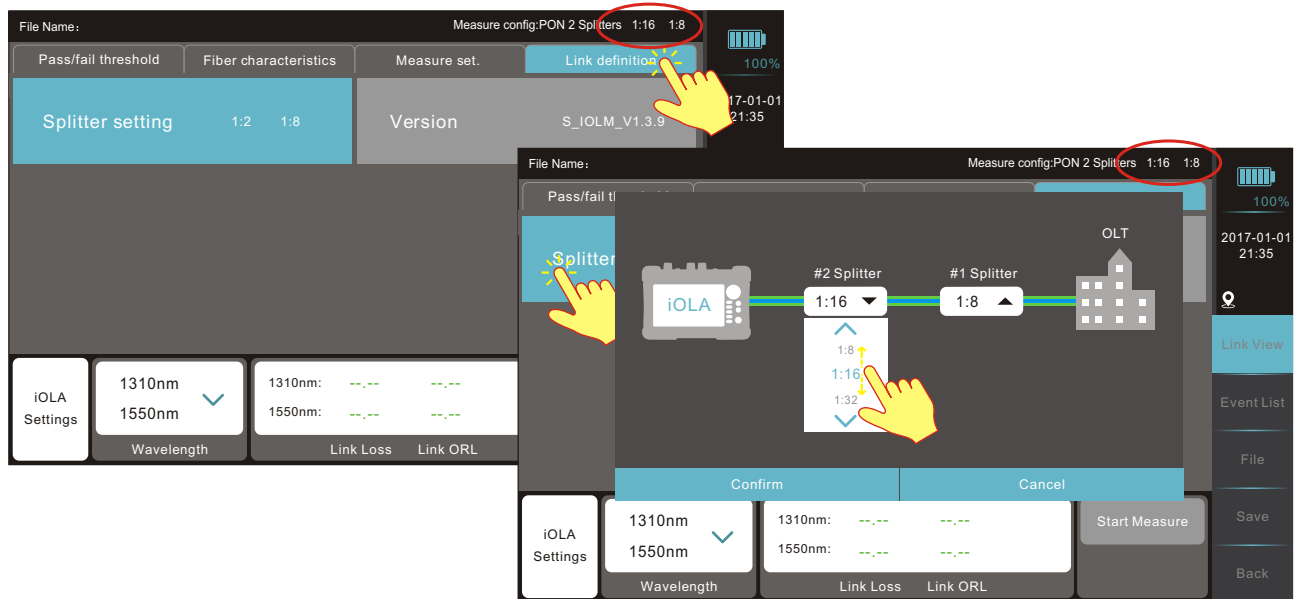 File Name:
Measure config:PON 2 Splitters 1:16 1:8
Pass/fail threshold
Fiber characteristics
Measure set.
Link definition
100%
17-01-01
21:35
Splitter setting 1:2 1:8
Version S_IOLM_V1.3.9
iOLA
Settings
1310nm
1550nm
Wavelength
1310nm: --.-- --.--
1550nm: --.-- --.--
Link Loss Link ORL
File Name:
Measure config:PON 2 Splitters 1:16 1:8
Pass/fail
100%
2017-01-01
21:35
Splitter
OLT
#2 Splitter
#1 Splitter
iOLA
1:16
1:8
1:8
1:16
1:32
Confirm
Cancel
Link View
Event List
File
Save
Back
iOLA
Settings
1310nm
1550nm
Wavelength
1310nm: --.-- --.--
1550nm: --.-- --.--
Link Loss Link ORL
Start Measure